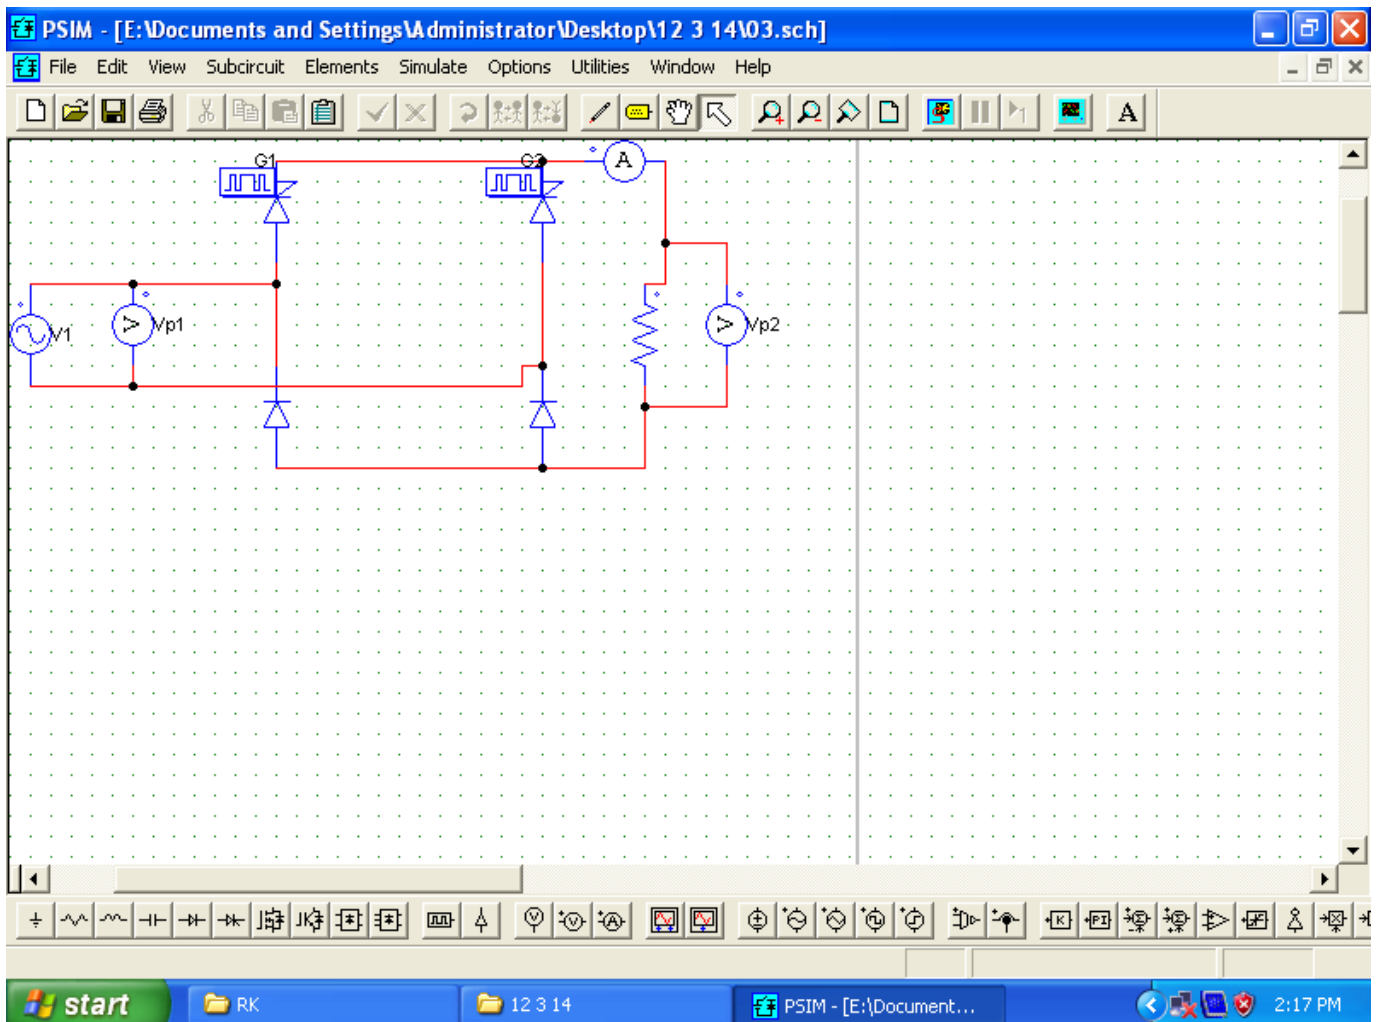 PSIM - [E:\Documents and Settings\Administrator\Desktop\12 3 14\03.sch]
File Edit View Subcircuit Elements Simulate Options Utilities Window Help
A
G1
G2
A
V1
Vp1
Vp2
V
V
K
PI
start
RK
12 3 14
PSIM - [E:\Document...
2:17 PM